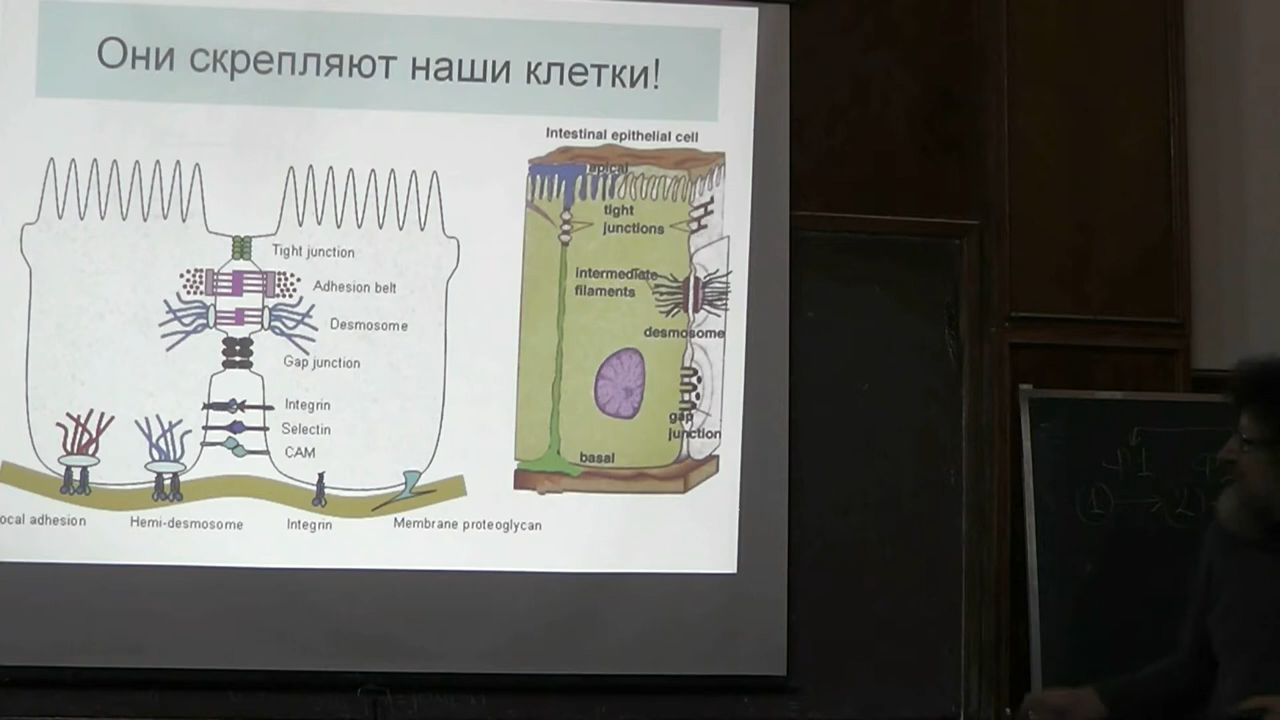 Они скрепляют наши клетки!
Tight junction
Adhesion belt
Desmosome
Gap junction
Integrin
Selectin
CAM
ocal adhesion
Hemi-desmosome
Integrin
Membrane proteoglycan
Intestinal epithelial cell
apical
tight
junctions
intermediate
filaments
desmosome
gap
junction
basal